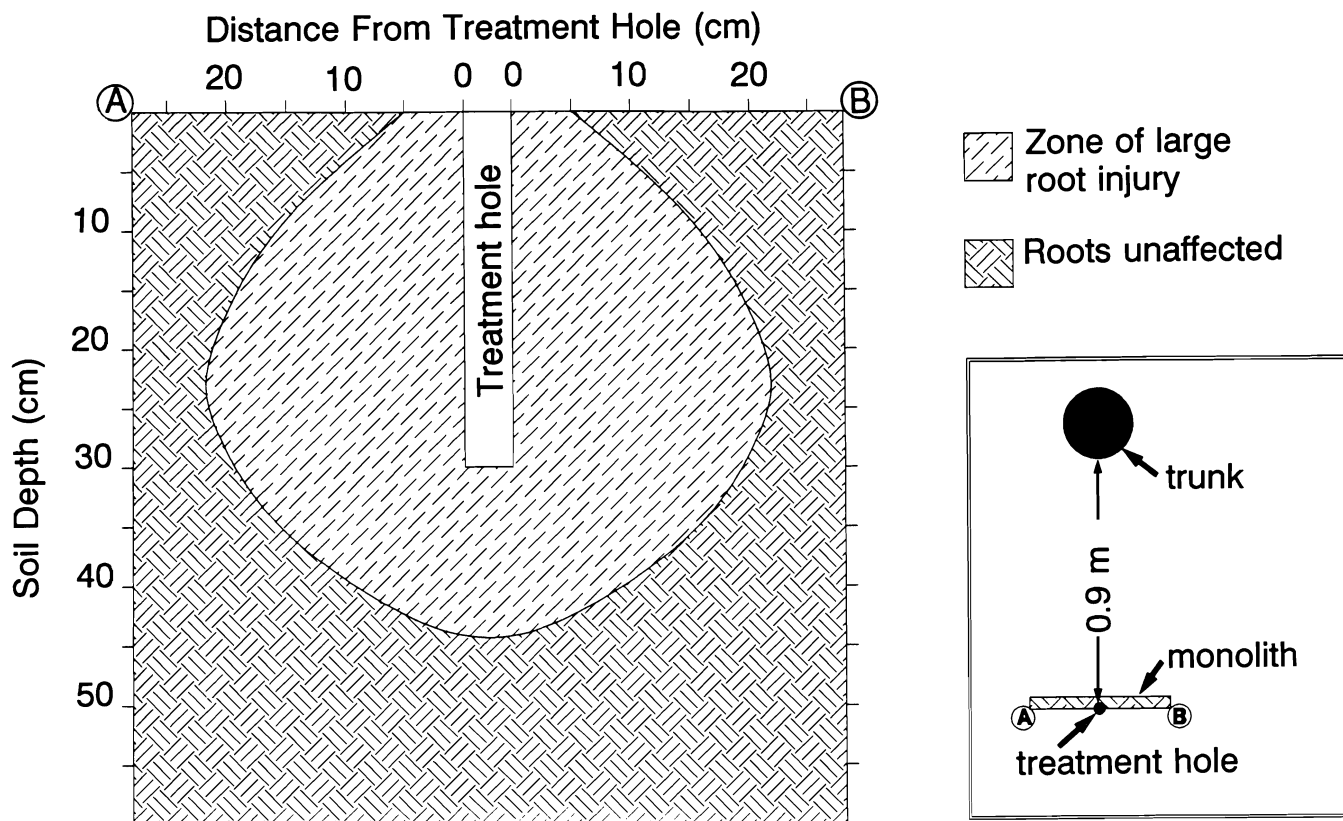 Distance From Treatment Hole (cm)
20 10 0 0 10 20
A B
Treatment hole
10
20
30
40
50
Soil Depth (cm)
Zone of large
root injury
Roots unaffected
trunk
0.9 m
monolith
A B
treatment hole